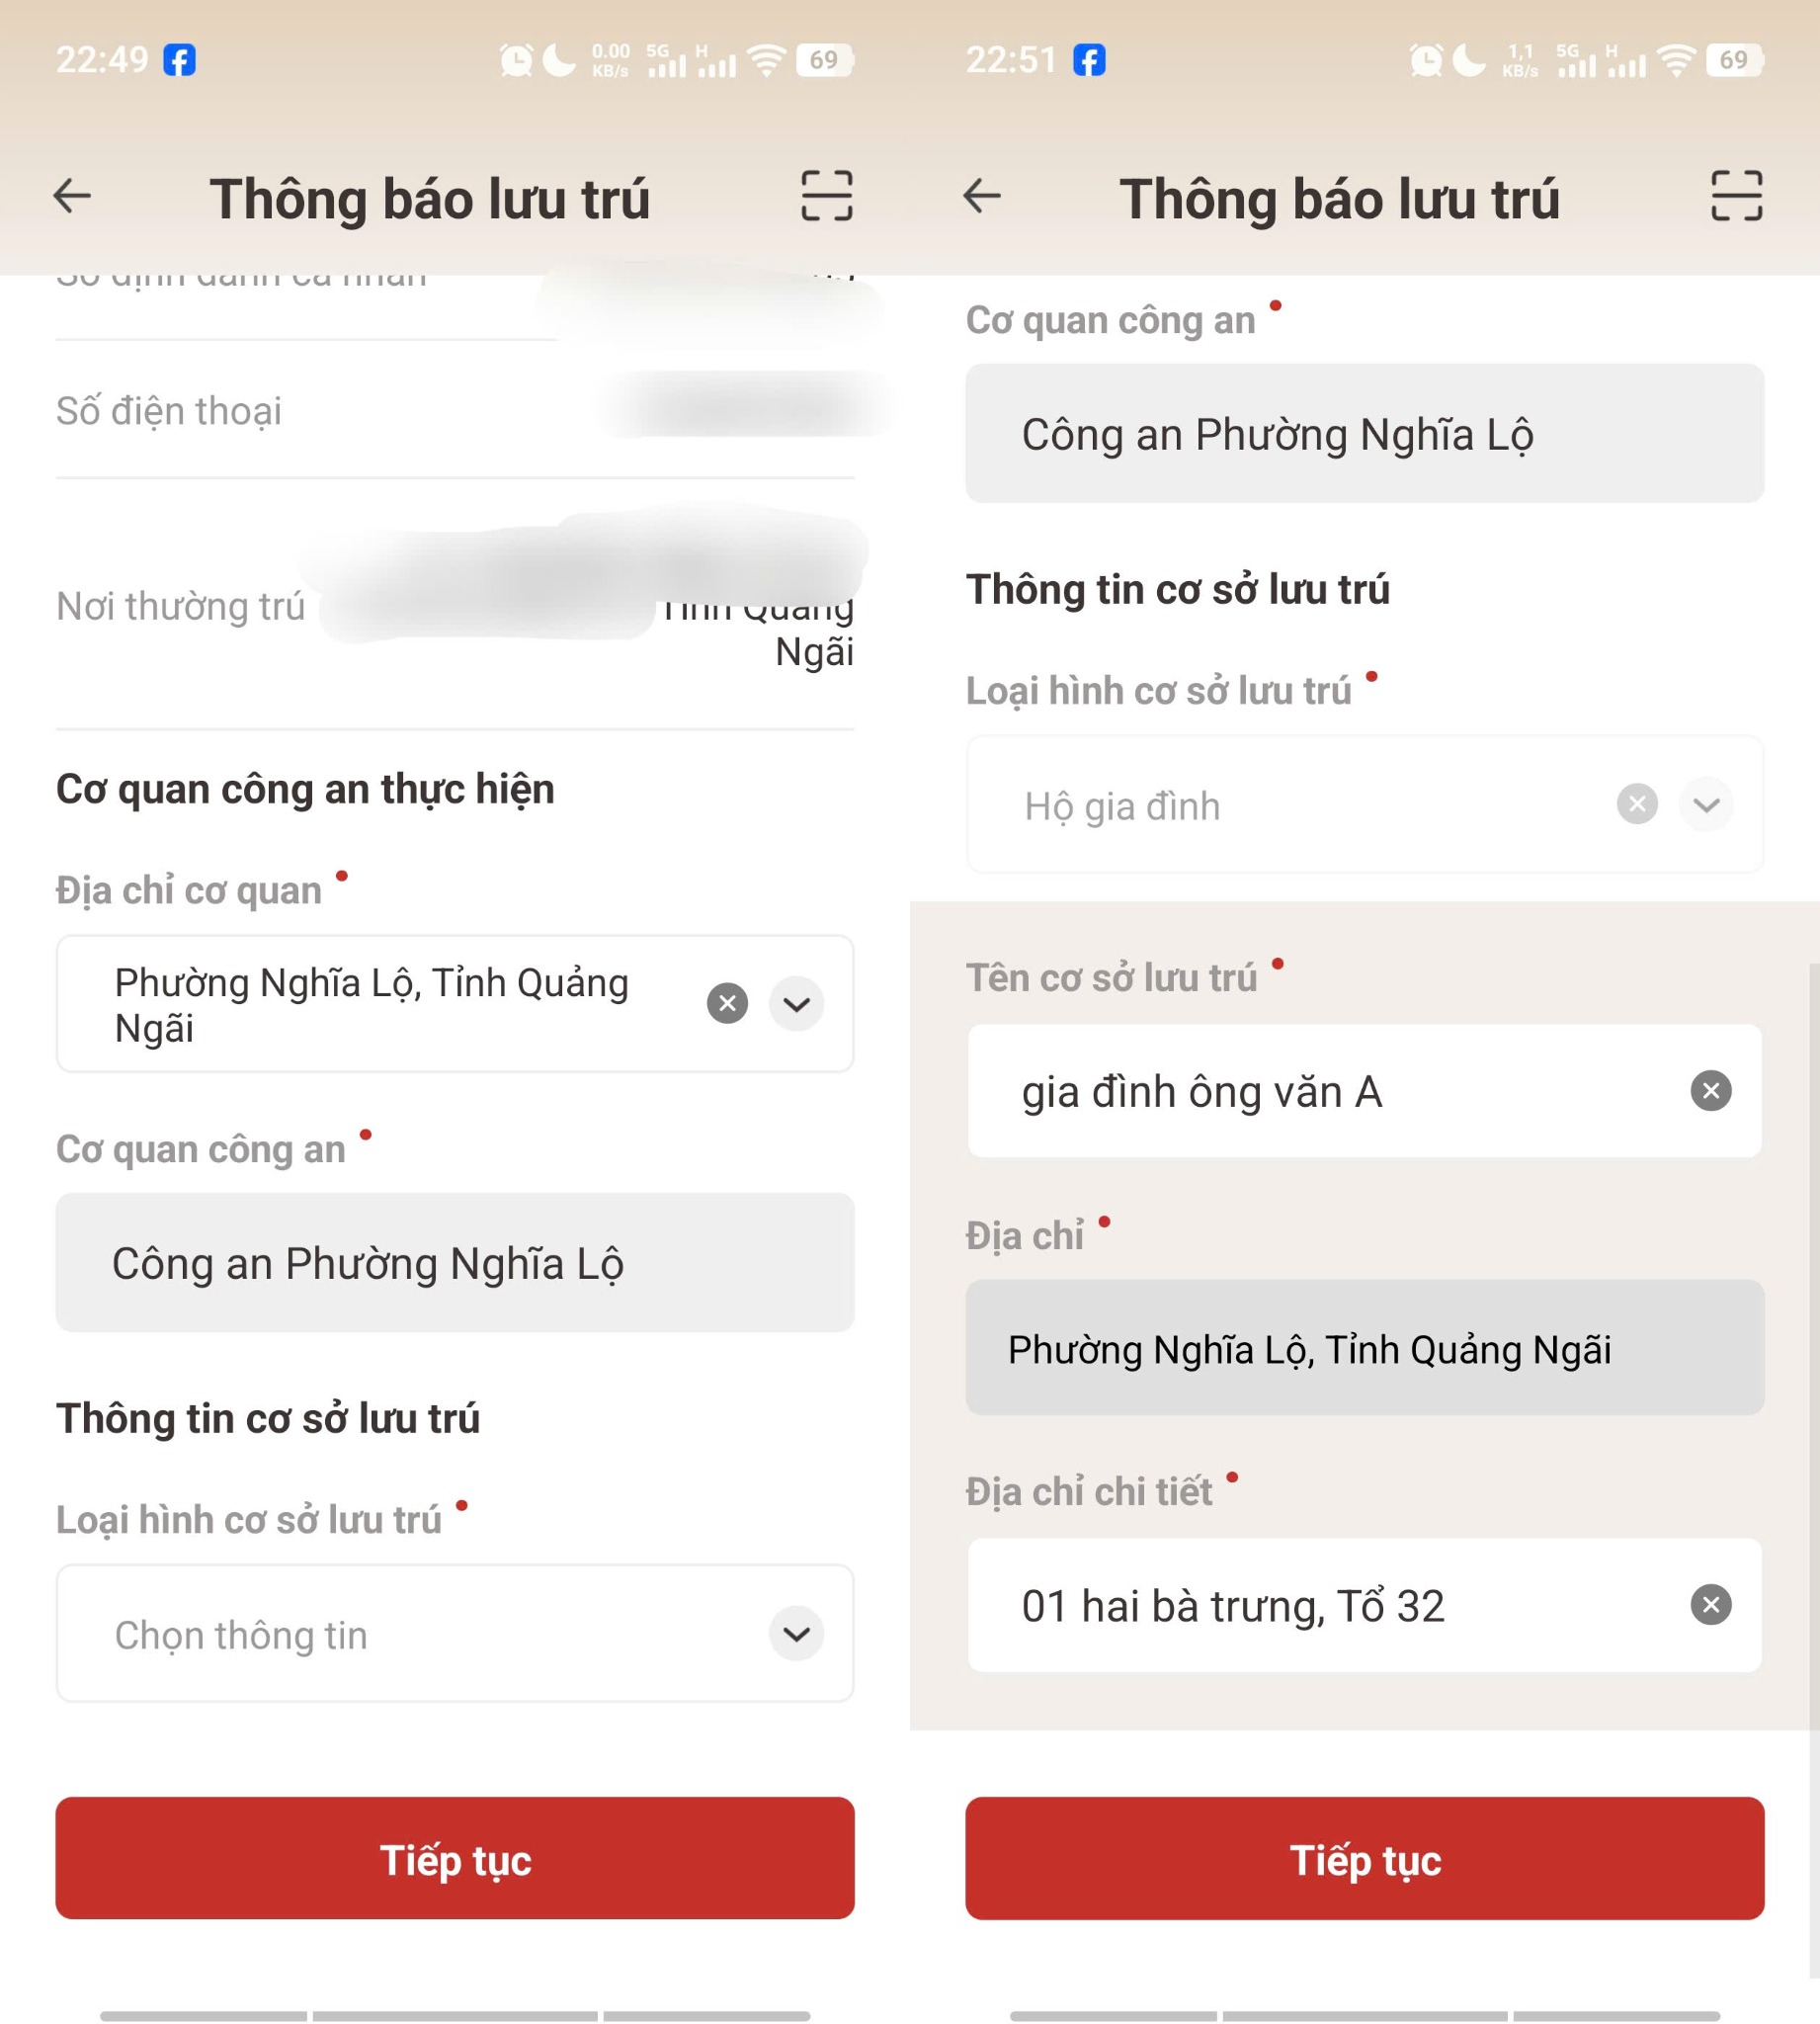 22:49
0.00 KB/s
5G
H
69
Thông báo lưu trú
Số định danh cá nhân
Số điện thoại
Nơi thường trú
Tỉnh Quảng
Ngãi
Cơ quan công an thực hiện
Địa chỉ cơ quan
Phường Nghĩa Lộ, Tỉnh Quảng
Ngãi
Cơ quan công an
Công an Phường Nghĩa Lộ
Thông tin cơ sở lưu trú
Loại hình cơ sở lưu trú
Chọn thông tin
Tiếp tục
22:51
1,1 KB/s
5G
H
69
Thông báo lưu trú
Cơ quan công an
Công an Phường Nghĩa Lộ
Thông tin cơ sở lưu trú
Loại hình cơ sở lưu trú
Hộ gia đình
Tên cơ sở lưu trú
gia đình ông văn A
Địa chỉ
Phường Nghĩa Lộ, Tỉnh Quảng Ngãi
Địa chỉ chi tiết
01 hai bà trưng, Tổ 32
Tiếp tục